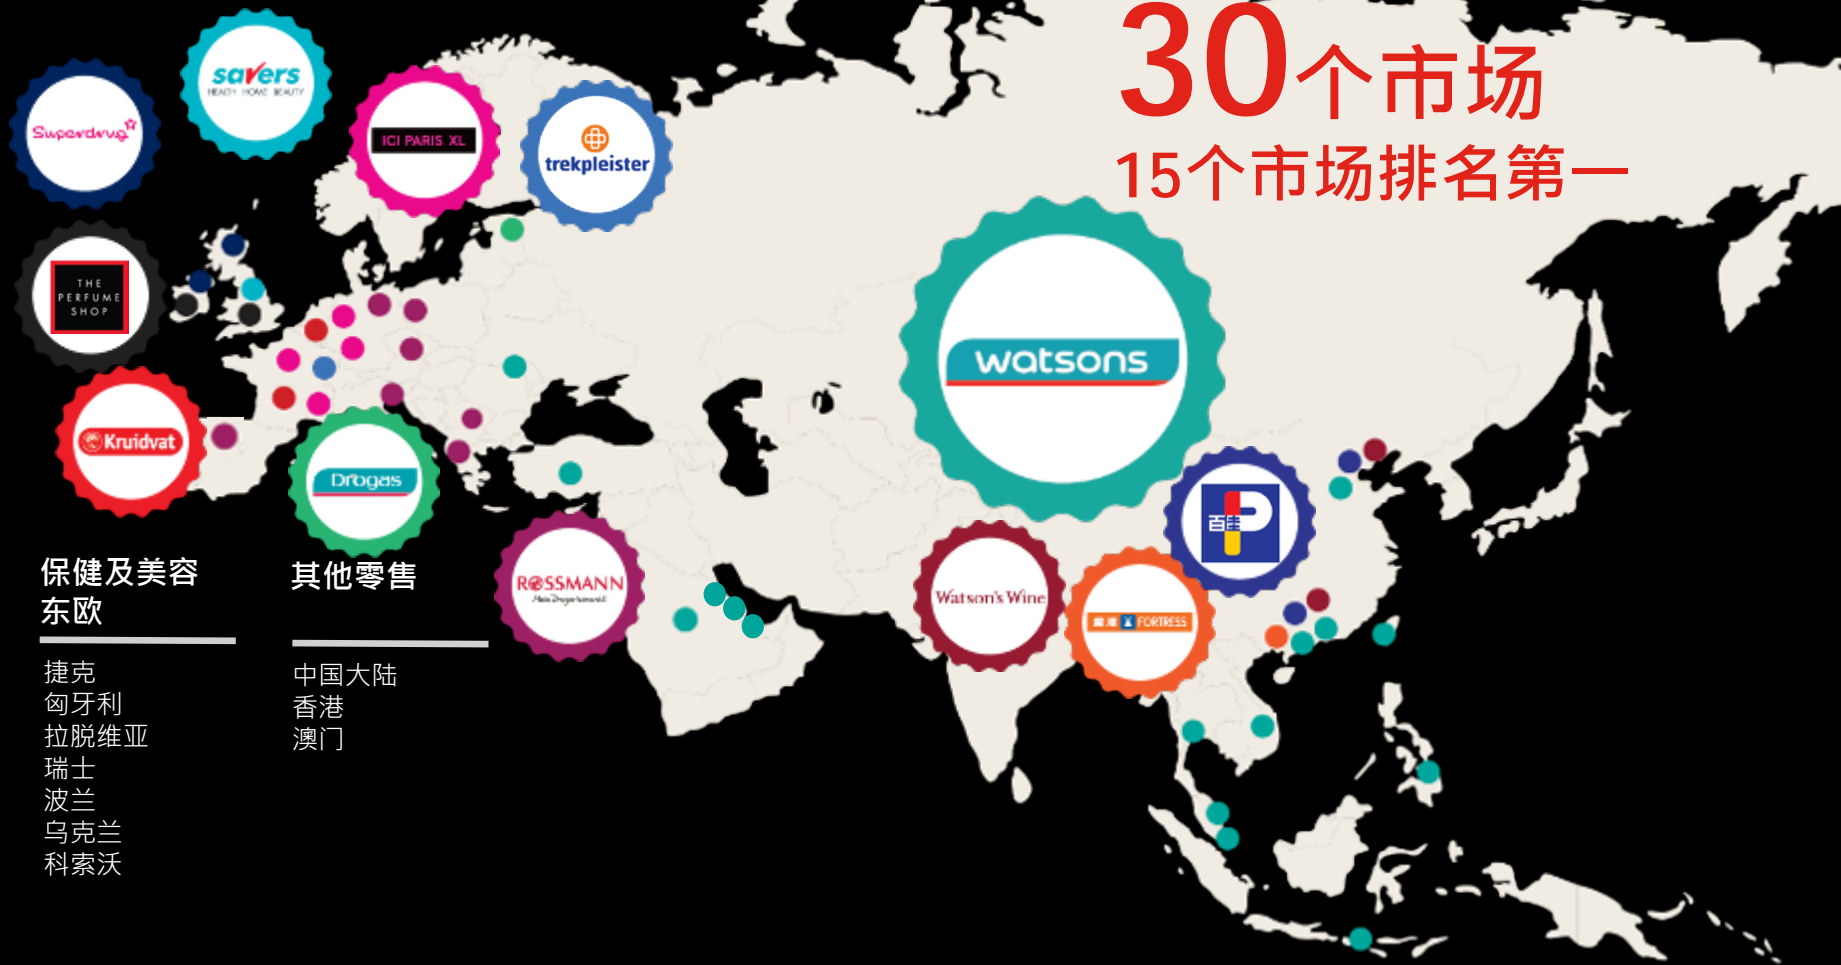 30个市场
15个市场排名第一
savers
HEALTH HOME BEAUTY
Superdrug
ICI PARIS XL
trekpleister
THE
PERFUME
SHOP
watsons
Kruidvat
Drogas
百佳
ROSSMANN
Watson's Wine
豐澤 FORTRESS
保健及美容
东欧
捷克
匈牙利
拉脱维亚
瑞士
波兰
乌克兰
科索沃
其他零售
中国大陆
香港
澳门